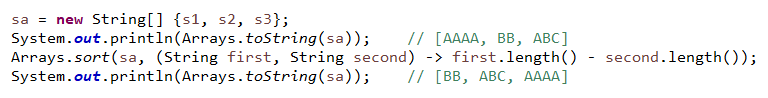 sa = new String[] {s1, s2, s3};
System.out.println(Arrays.toString(sa));    // [AAAA, BB, ABC]
Arrays.sort(sa, (String first, String second) -> first.length() - second.length());
System.out.println(Arrays.toString(sa));    // [BB, ABC, AAAA]